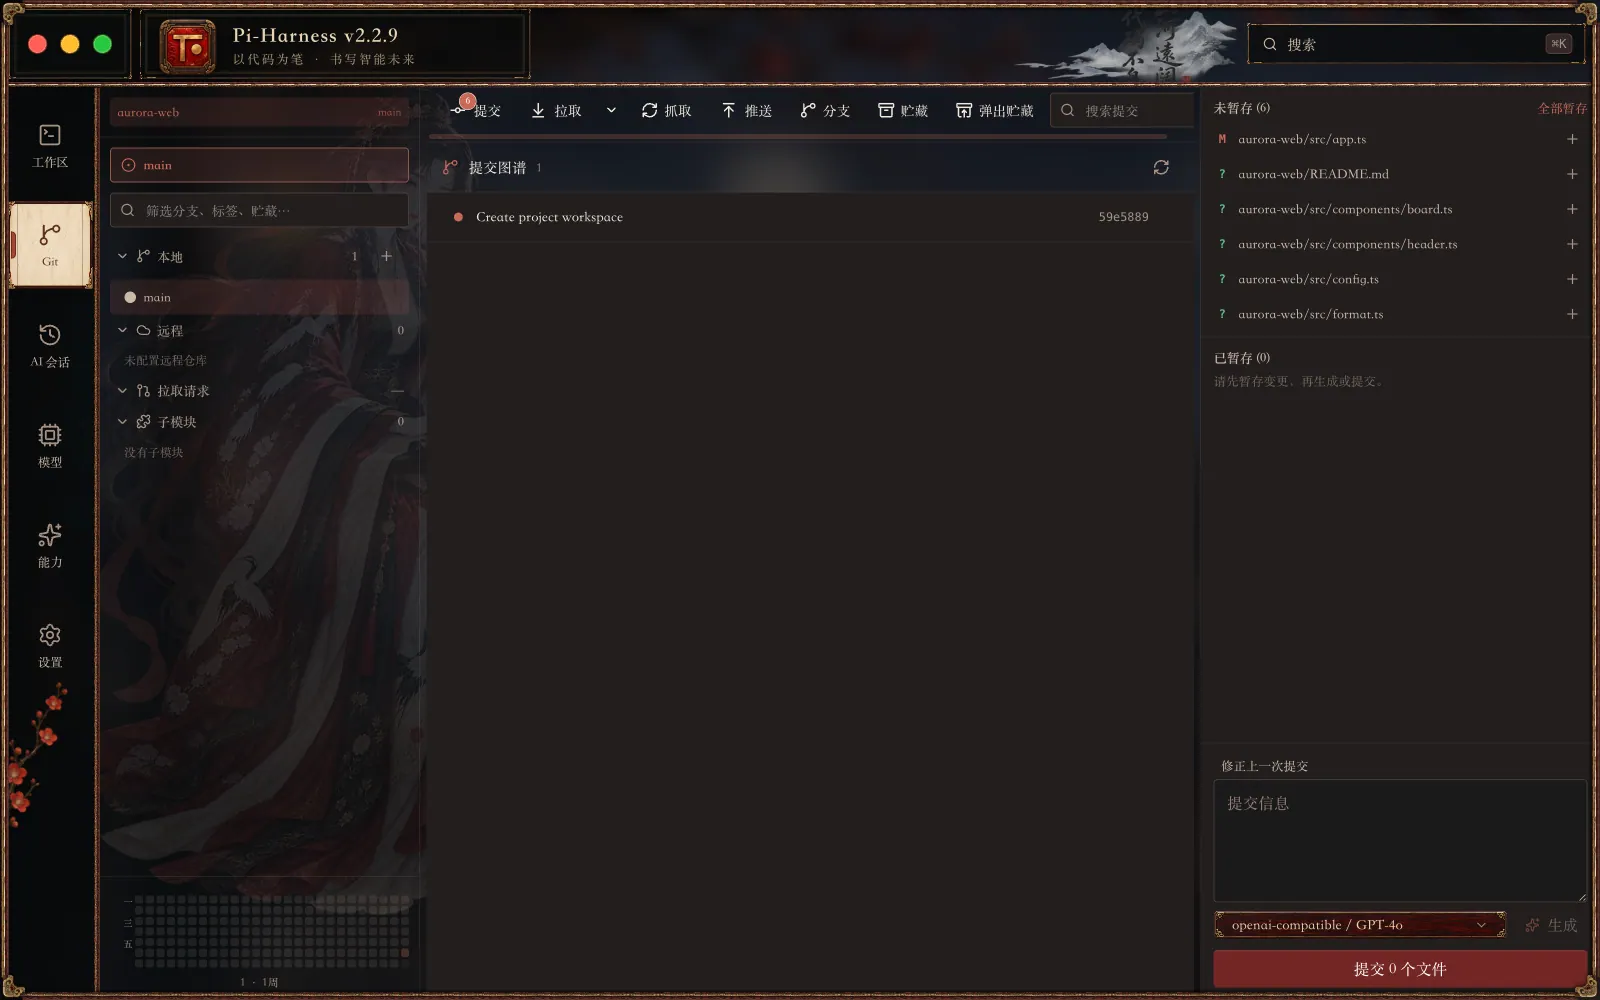 Pi-Harness v2.2.9
以代码为笔 · 书写智能未来
搜索
⌘K
工作区
Git
AI 会话
模型
能力
设置
aurora-web
main
main
筛选分支、标签、贮藏…
本地
1
main
远程
0
未配置远程仓库
拉取请求
子模块
0
没有子模块
一
三
五
1 · 1周
6
提交
拉取
抓取
推送
分支
贮藏
弹出贮藏
搜索提交
提交图谱 1
Create project workspace
59e5889
未暂存 (6)
全部暂存
M aurora-web/src/app.ts
? aurora-web/README.md
? aurora-web/src/components/board.ts
? aurora-web/src/components/header.ts
? aurora-web/src/config.ts
? aurora-web/src/format.ts
已暂存 (0)
请先暂存变更、再生成或提交。
修正上一次提交
提交信息
openai-compatible / GPT-4o
生成
提交 0 个文件